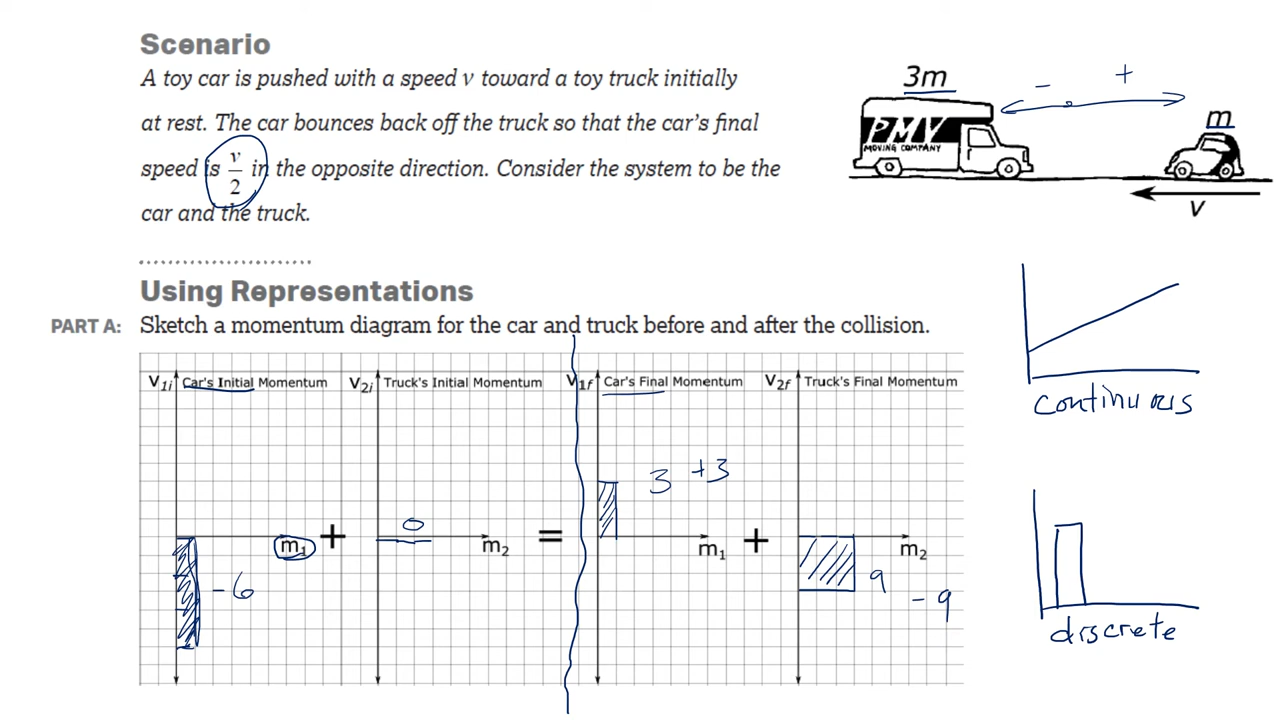 Scenario
A toy car is pushed with a speed v toward a toy truck initially
at rest. The car bounces back off the truck so that the car's final
speed is v/2 in the opposite direction. Consider the system to be the
car and the truck.
3m
- +
m
PMV
MOVING COMPANY
v
Using Representations
PART A: Sketch a momentum diagram for the car and truck before and after the collision.
V1i Car's Initial Momentum V2i Truck's Initial Momentum V1f Car's Final Momentum V2f Truck's Final Momentum
continuous
3 +3
0
m1 + m2 = m1 + m2
-6
9
-9
discrete